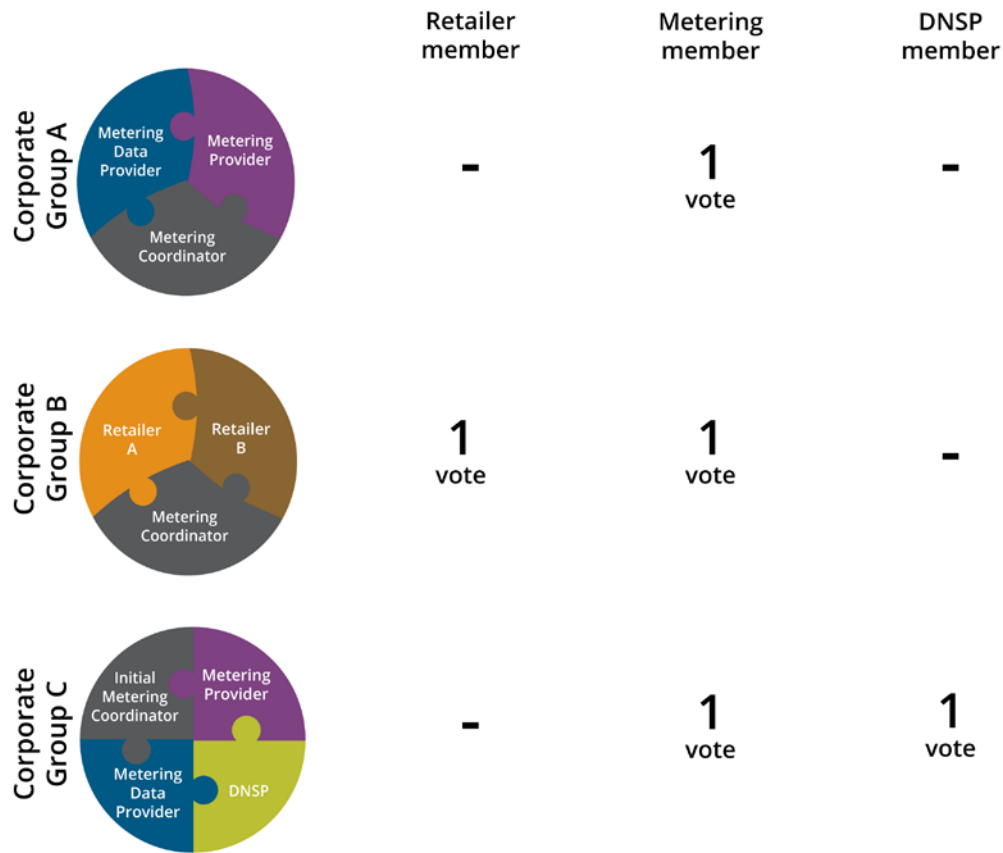 Retailer
member
Metering
member
DNSP
member
Corporate
Group A
Metering
Data
Provider
Metering
Provider
Metering
Coordinator
-
1
vote
-
Corporate
Group B
Retailer
A
Retailer
B
Metering
Coordinator
1
vote
1
vote
-
Corporate
Group C
Initial
Metering
Coordinator
Metering
Provider
Metering
Data
Provider
DNSP
-
1
vote
1
vote